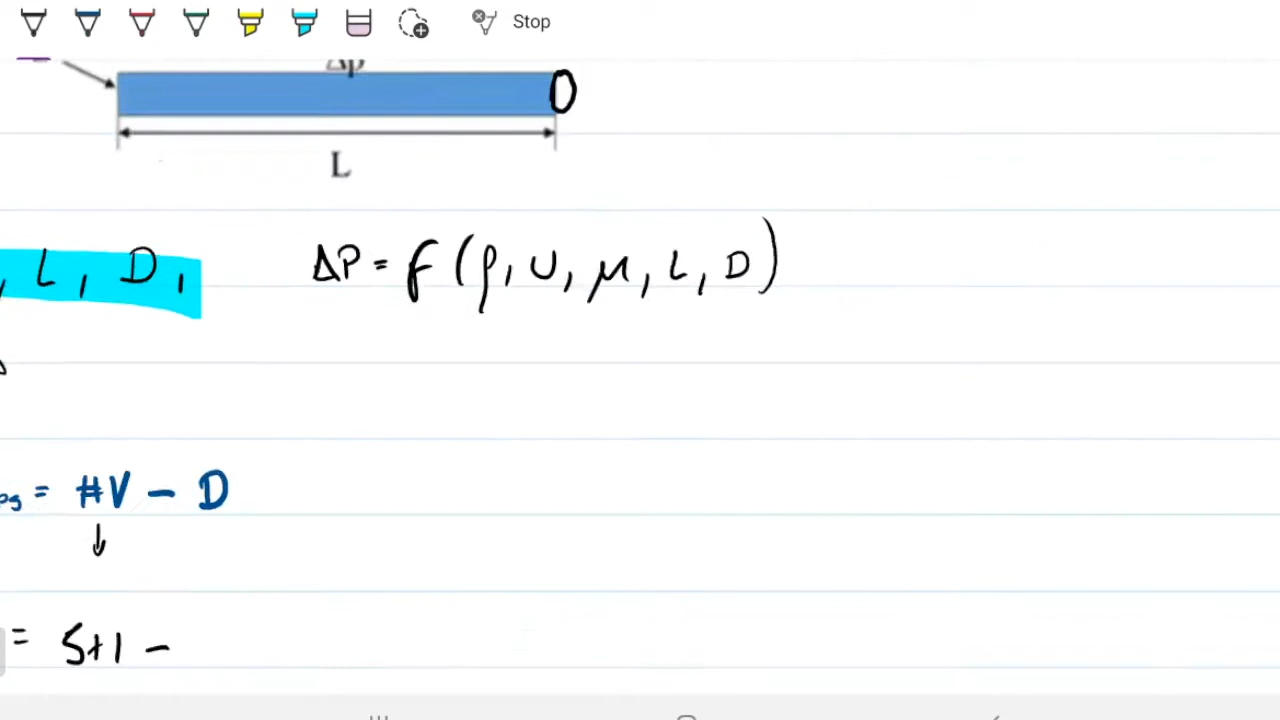 Stop
Δp
L
, L, D, ΔP = f(ρ, U, μ, L, D)
= #V - D
↓
= 5+1 -